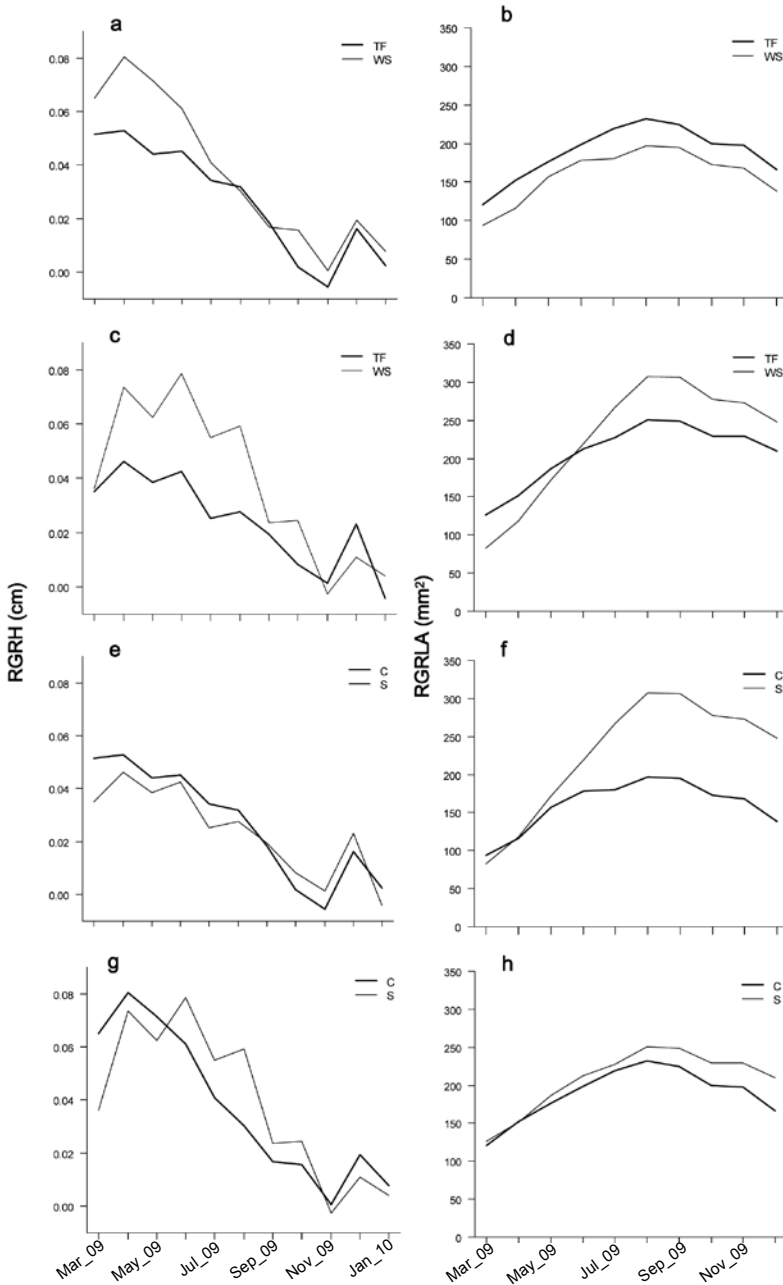 a
TF
WS
0.08
0.06
0.04
0.02
0.00
b
TF
WS
350
300
250
200
150
100
50
0
c
TF
WS
0.08
0.06
0.04
0.02
0.00
d
TF
WS
350
300
250
200
150
100
50
0
RGRH (cm)
RGRLA (mm²)
e
C
S
0.08
0.06
0.04
0.02
0.00
f
C
S
350
300
250
200
150
100
50
0
g
C
S
0.08
0.06
0.04
0.02
0.00
Mar_09
May_09
Jul_09
Sep_09
Nov_09
Jan_10
h
C
S
350
300
250
200
150
100
50
0
Mar_09
May_09
Jul_09
Sep_09
Nov_09